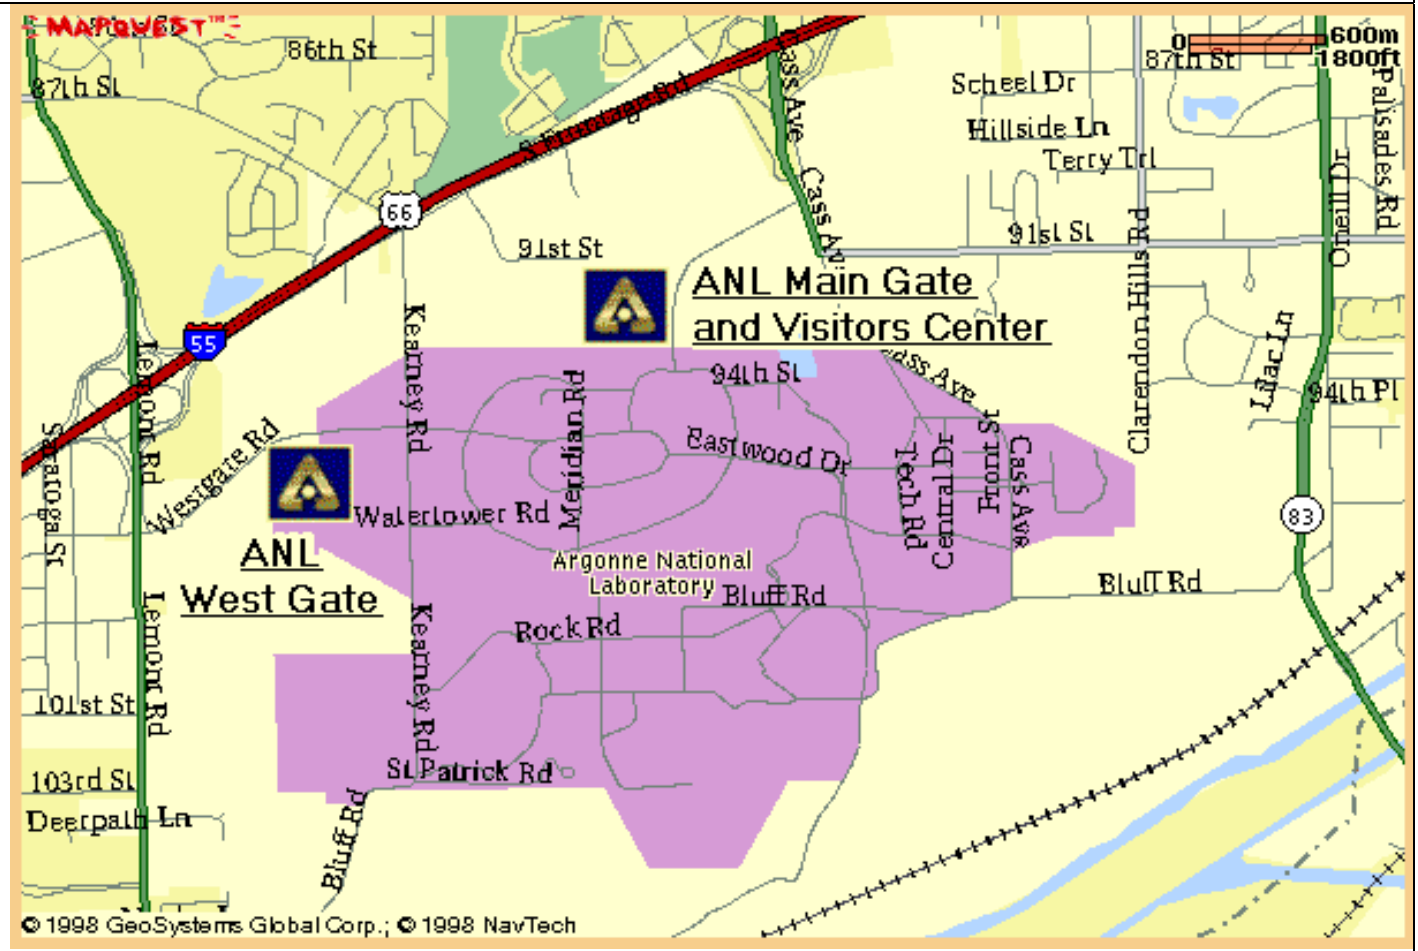 MAPQUEST™
86th St
87th St
Cass Ave
0
600m
1800ft
87th St
Scheel Dr
Hillside Ln
Terry Trl
Palisades Rd
Oneill Dr
66
Cass Av
91st St
91st St
Clarendon Hills Rd
ANL Main Gate
and Visitors Center
55
Kearney Rd
Lemont Rd
Lilac Ln
94th St
Cass Ave
94th Pl
Meridian Rd
Saratoga St
Westgate Rd
Eastwood Dr
Tech Rd
Central Dr
Front St
Cass Ave
83
Watertower Rd
ANL
West Gate
Argonne National
Laboratory
Bluff Rd
Bluff Rd
Lemont Rd
Kearney Rd
Rock Rd
101st St
103rd St
St Patrick Rd
Deerpath Ln
Bluff Rd
© 1998 GeoSystems Global Corp.; © 1998 NavTech